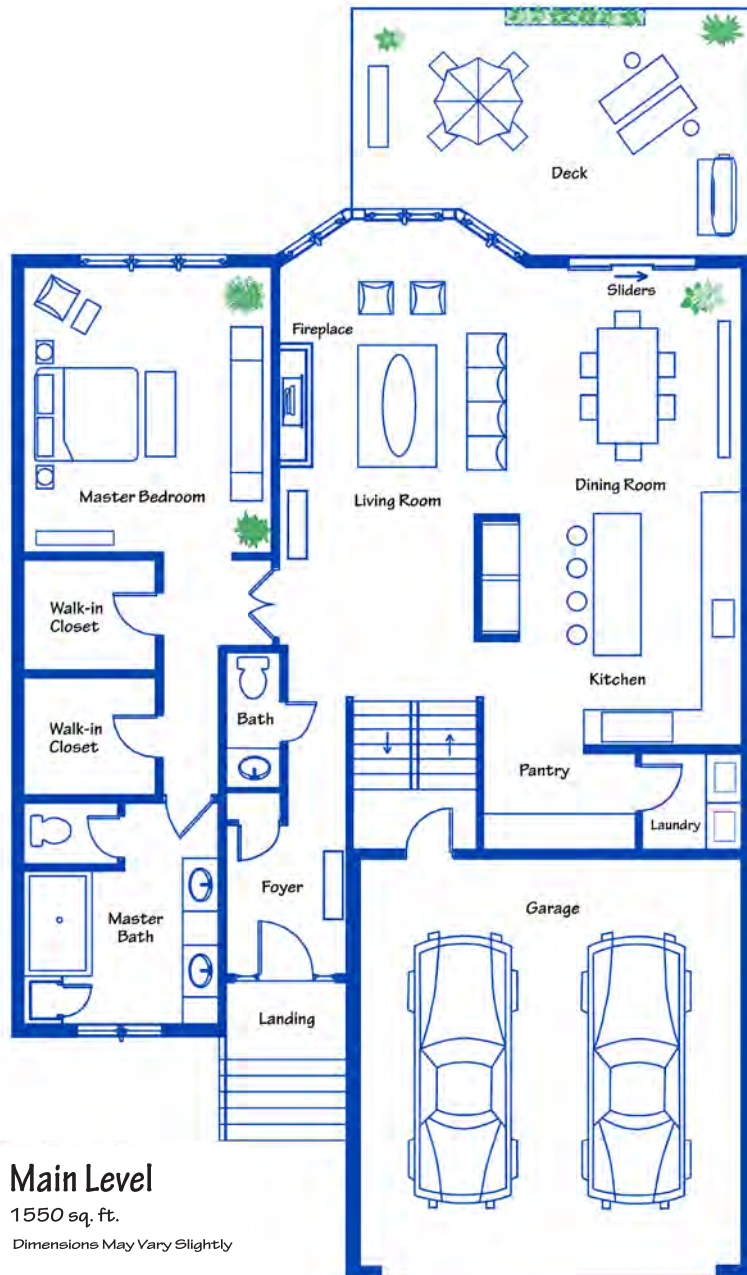 Deck
Sliders
Fireplace
Master Bedroom
Living Room
Dining Room
Walk-in
Closet
Kitchen
Walk-in
Closet
Bath
Pantry
Laundry
Foyer
Master
Bath
Garage
Landing
Main Level
1550 sq. ft.
Dimensions May Vary Slightly